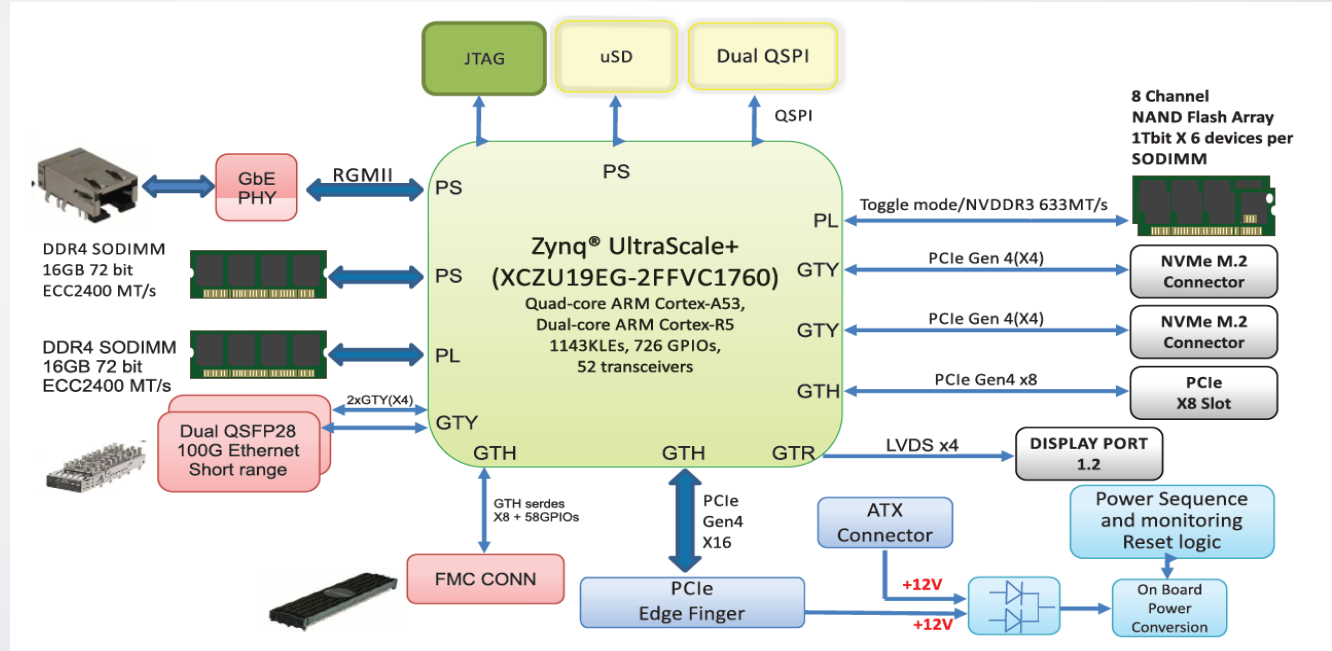 JTAG
uSD
Dual QSPI
QSPI
8 Channel
NAND Flash Array
1Tbit X 6 devices per
SODIMM
GbE
PHY
RGMII
PS
PS
Toggle mode/NVDDR3 633MT/s
PL
DDR4 SODIMM
16GB 72 bit
ECC2400 MT/s
PS
Zynq® UltraScale+
(XCZU19EG-2FFVC1760)
Quad-core ARM Cortex-A53,
Dual-core ARM Cortex-R5
1143KLEs, 726 GPIOs,
52 transceivers
GTY
PCIe Gen 4(X4)
NVMe M.2
Connector
GTY
PCIe Gen 4(X4)
NVMe M.2
Connector
DDR4 SODIMM
16GB 72 bit
ECC2400 MT/s
PL
GTH
PCIe Gen4 x8
PCIe
X8 Slot
2xGTY(X4)
GTY
Dual QSFP28
100G Ethernet
Short range
GTH
GTH
GTR
LVDS x4
DISPLAY PORT
1.2
GTH serdes
X8 + 58GPIOs
PCIe
Gen4
X16
ATX
Connector
Power Sequence
and monitoring
Reset logic
FMC CONN
PCIe
Edge Finger
+12V
+12V
On Board
Power
Conversion